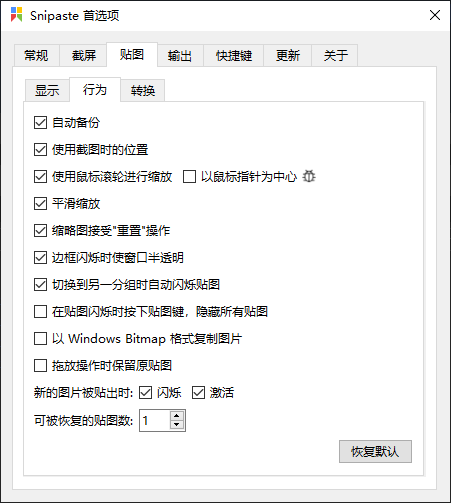 Snipaste 首选项
常规 截屏 贴图 输出 快捷键 更新 关于
显示 行为 转换
自动备份
使用截图时的位置
使用鼠标滚轮进行缩放 以鼠标指针为中心
平滑缩放
缩略图接受"重置"操作
边框闪烁时使窗口半透明
切换到另一分组时自动闪烁贴图
在贴图闪烁时按下贴图键，隐藏所有贴图
以 Windows Bitmap 格式复制图片
拖放操作时保留原贴图
新的图片被贴出时: 闪烁 激活
可被恢复的贴图数: 1
恢复默认